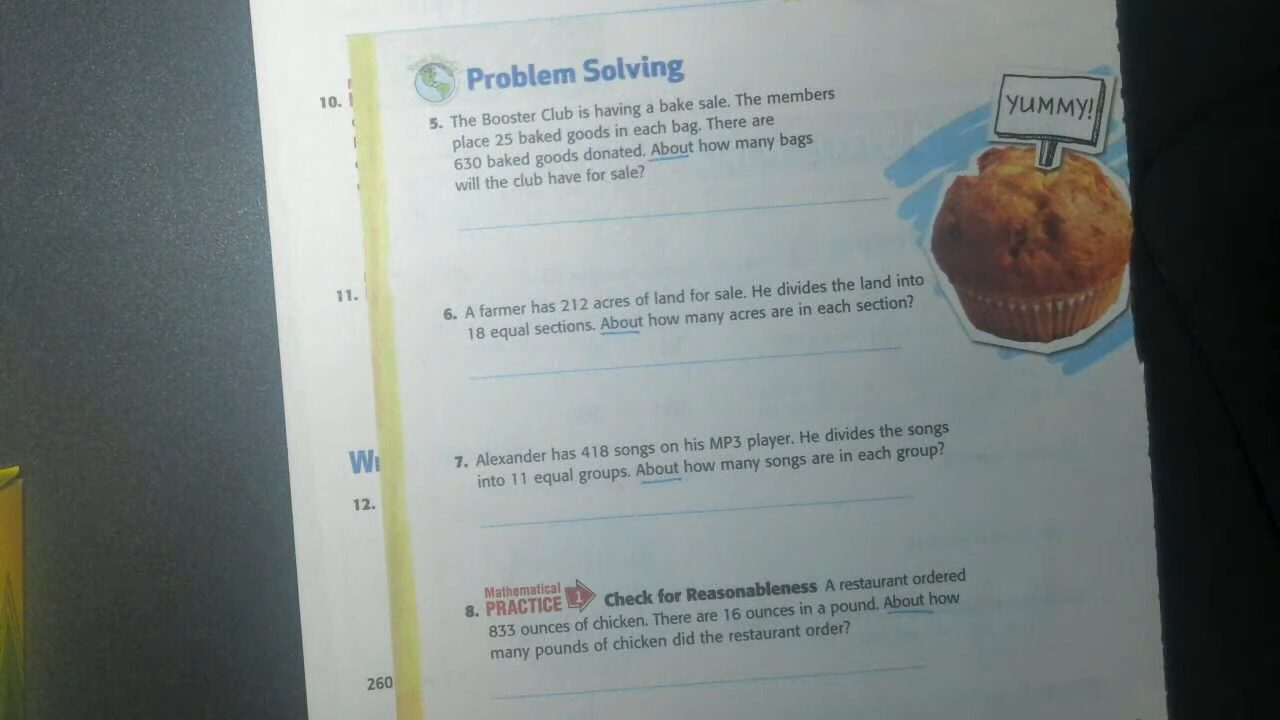 Problem Solving
10.
5. The Booster Club is having a bake sale. The members
place 25 baked goods in each bag. There are
630 baked goods donated. About how many bags
will the club have for sale?
YUMMY!
11.
6. A farmer has 212 acres of land for sale. He divides the land into
18 equal sections. About how many acres are in each section?
7. Alexander has 418 songs on his MP3 player. He divides the songs
into 11 equal groups. About how many songs are in each group?
12.
Mathematical
8. PRACTICE 1 Check for Reasonableness A restaurant ordered
833 ounces of chicken. There are 16 ounces in a pound. About how
many pounds of chicken did the restaurant order?
260